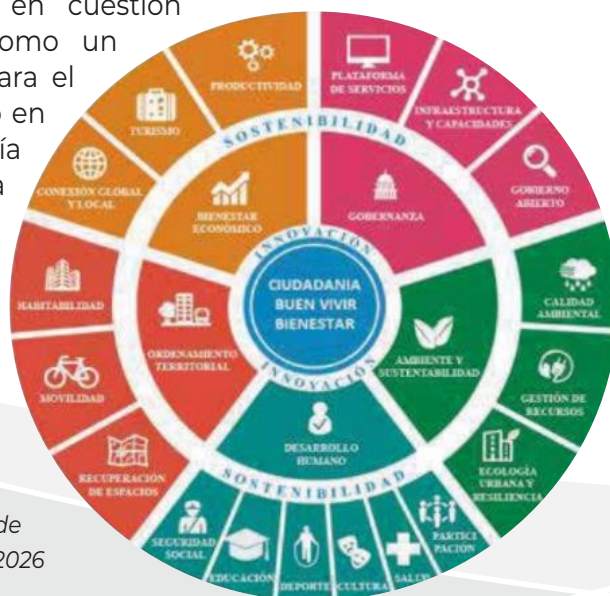 en cuestión
omo un
ara el
en
ía
a
PRODUCTIVIDAD
PLATAFORMA
DE SERVICIOS
TURISMO
INFRAESTRUCTURA
Y CAPACIDADES
SOSTENIBILIDAD
CONEXIÓN GLOBAL
Y LOCAL
GOBIERNO
ABIERTO
BIENESTAR
ECONÓMICO
GOBERNANZA
INNOVACIÓN
CIUDADANIA
BUEN VIVIR
BIENESTAR
HABITABILIDAD
CALIDAD
AMBIENTAL
ORDENAMIENTO
TERRITORIAL
AMBIENTE Y
SUSTENTABILIDAD
INNOVACIÓN
MOVILIDAD
GESTIÓN DE
RECURSOS
DESARROLLO
HUMANO
RECUPERACIÓN
DE ESPACIOS
ECOLOGÍA
URBANA Y
RESILIENCIA
SOSTENIBILIDAD
SEGURIDAD
SOCIAL
EDUCACIÓN
DEPORTE
CULTURA
SALUD
PARTICI
PACIÓN
de
2026